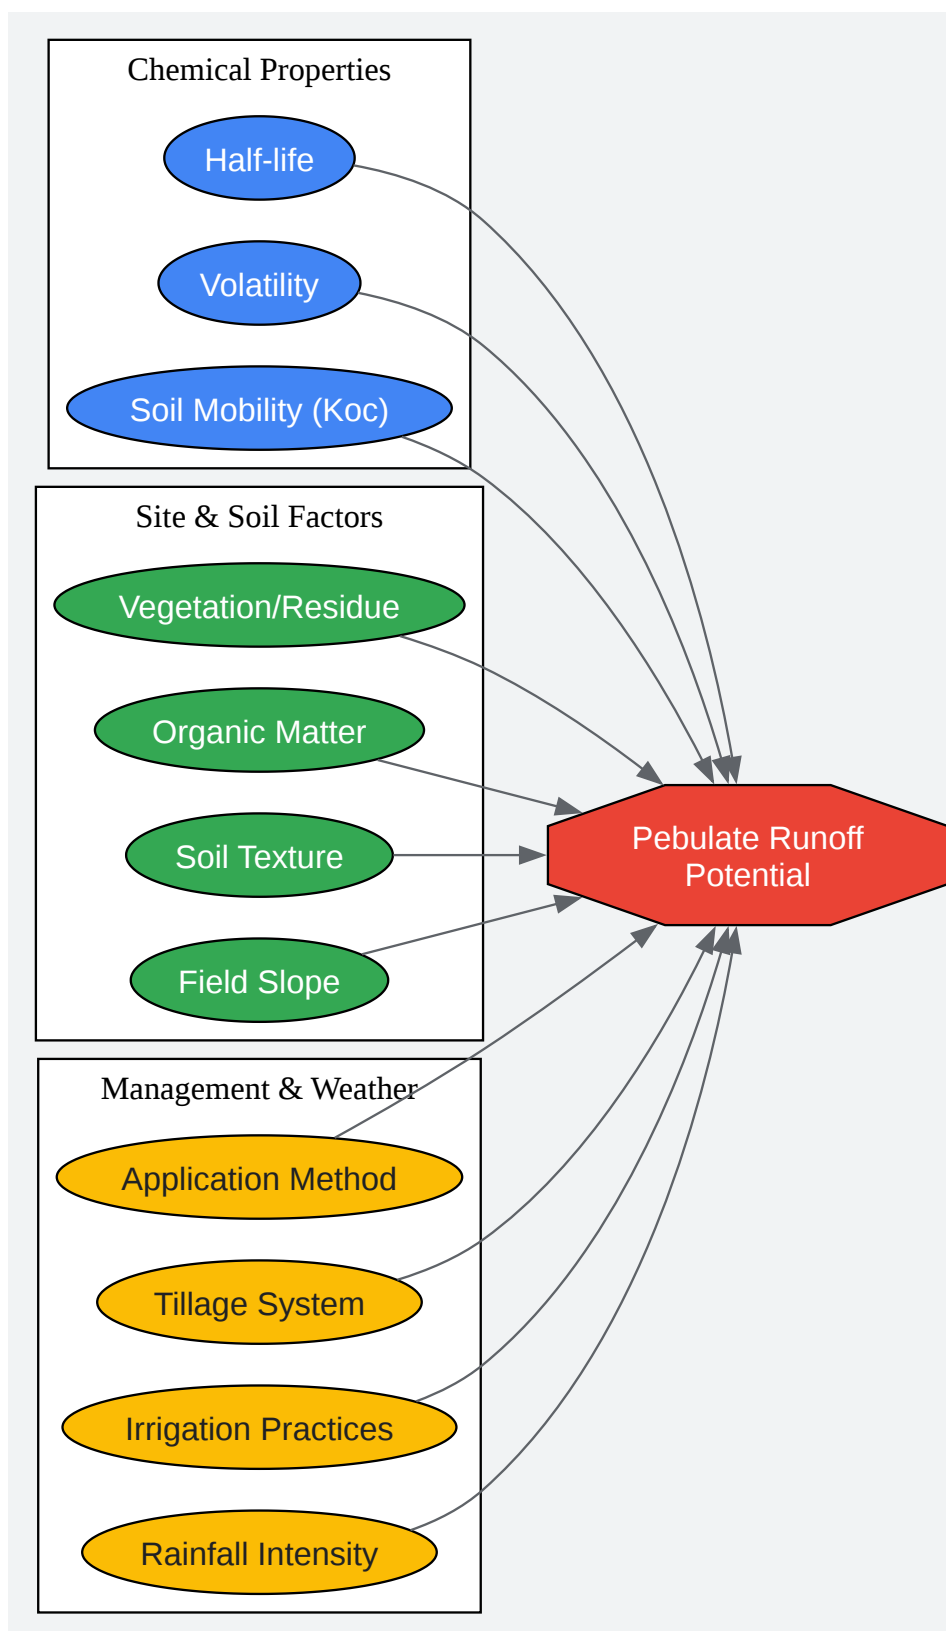 Chemical Properties
Half-life
Volatility
Soil Mobility (Koc)
Site & Soil Factors
Vegetation/Residue
Organic Matter
Soil Texture
Field Slope
Management & Weather
Application Method
Tillage System
Irrigation Practices
Rainfall Intensity
Pebulate Runoff
Potential